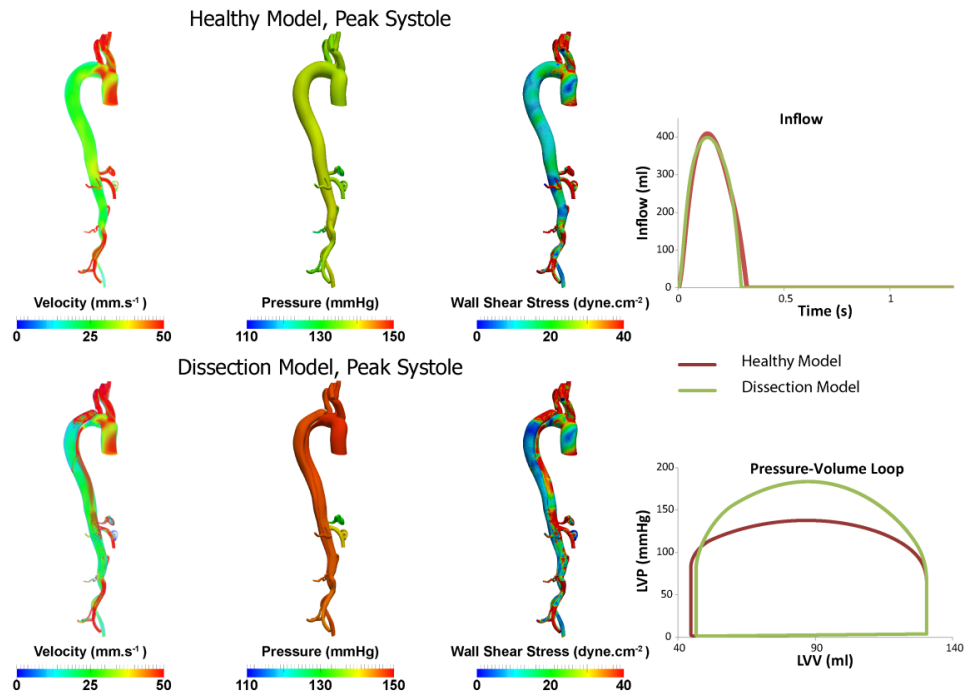 Healthy Model, Peak Systole
Velocity (mm.s-1)
0 25 50
Pressure (mmHg)
110 130 150
Wall Shear Stress (dyne.cm-2)
0 20 40
Inflow
Inflow (ml)
400
300
200
100
0
0 0.5 1
Time (s)
Healthy Model
Dissection Model
Dissection Model, Peak Systole
Velocity (mm.s-1)
0 25 50
Pressure (mmHg)
110 130 150
Wall Shear Stress (dyne.cm-2)
0 20 40
Pressure-Volume Loop
LVP (mmHg)
200
150
100
50
0
40 90 140
LVV (ml)